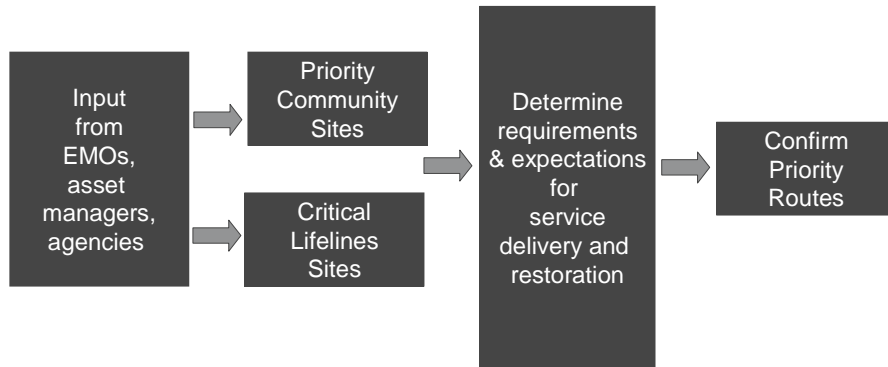 Input
from
EMOs,
asset
managers,
agencies
Priority
Community
Sites
Critical
Lifelines
Sites
Determine
requirements
& expectations
for
service
delivery and
restoration
Confirm
Priority
Routes